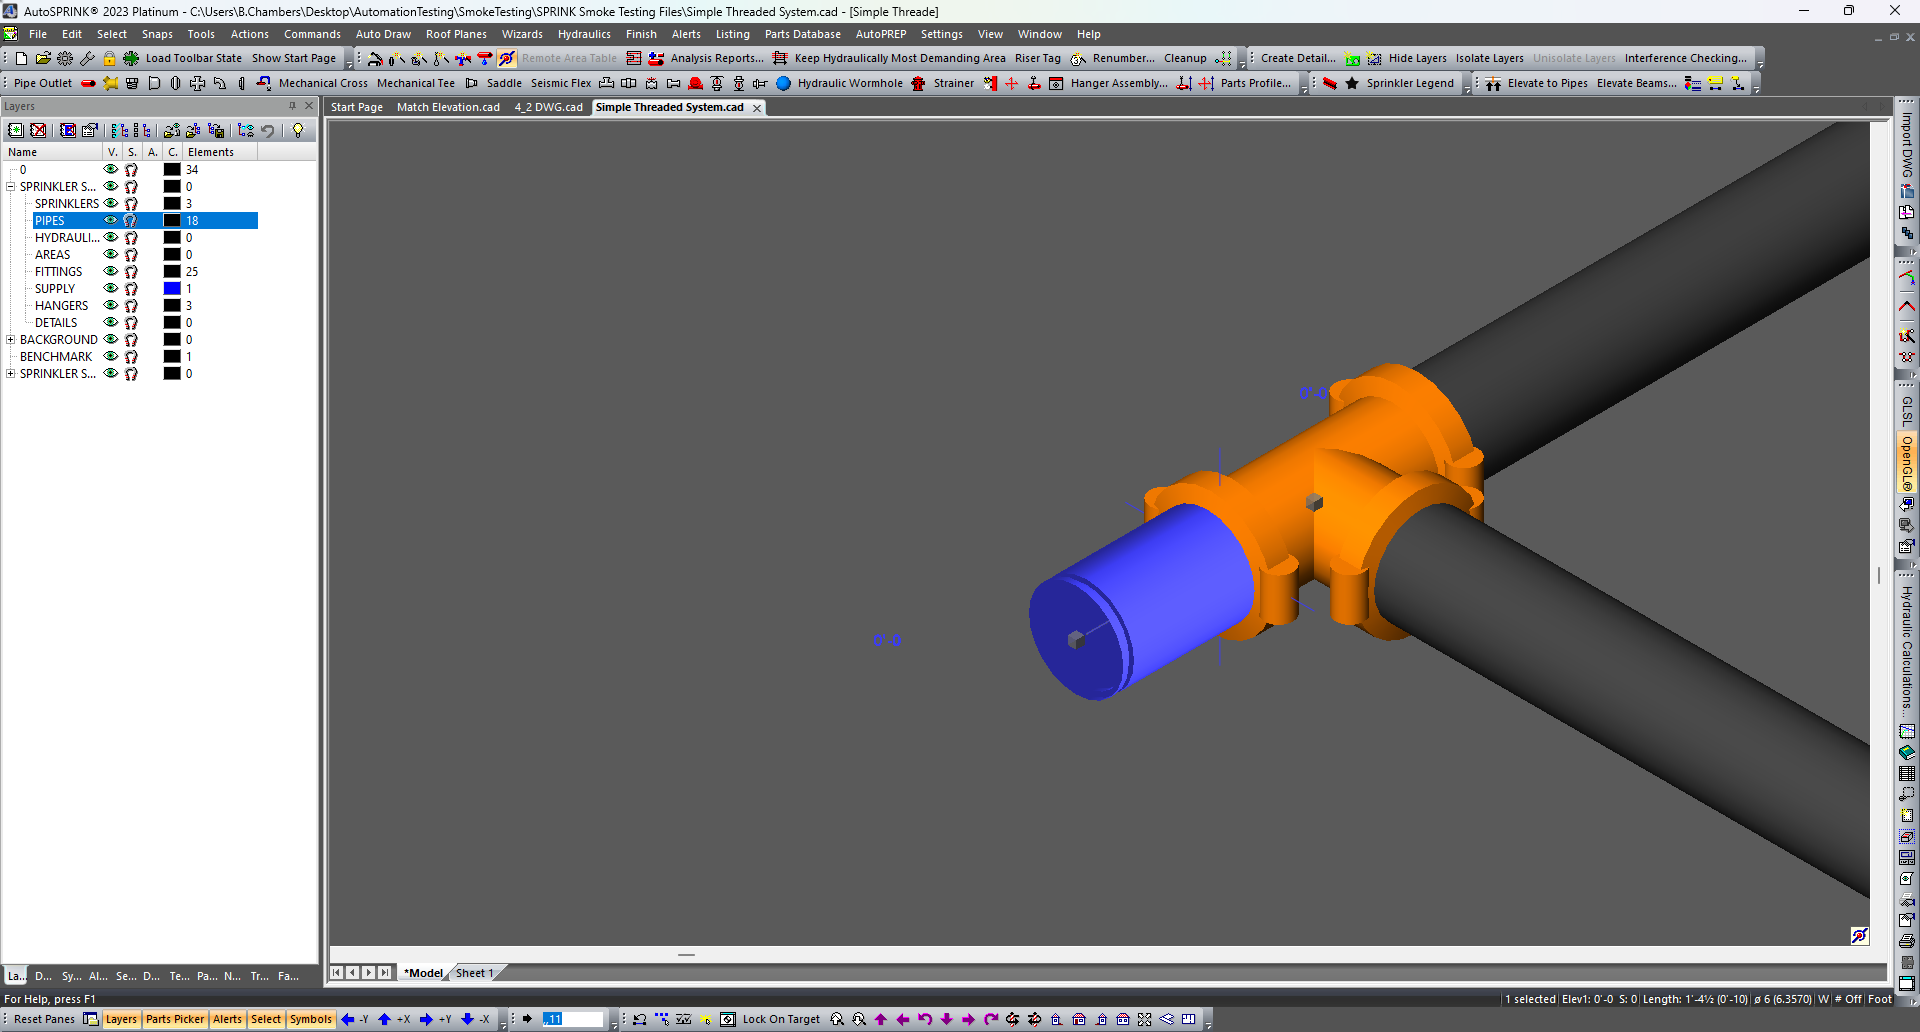 AutoSPRINK® 2023 Platinum - C:\Users\B.Chambers\Desktop\AutomationTesting\SmokeTesting\SPRINK Smoke Testing Files\Simple Threaded System.cad - [Simple Threade]
File Edit Select Snaps Tools Actions Commands Auto Draw Roof Planes Wizards Hydraulics Finish Alerts Listing Parts Database AutoPREP Settings View Window Help
Load Toolbar State Show Start Page Remote Area Table Analysis Reports... Keep Hydraulically Most Demanding Area Riser Tag Renumber... Cleanup Create Detail... Hide Layers Isolate Layers Unisolate Layers Interference Checking...
Pipe Outlet Mechanical Cross Mechanical Tee Saddle Seismic Flex Hydraulic Wormhole Strainer Hanger Assembly... Parts Profile... Sprinkler Legend Elevate to Pipes Elevate Beams...
Layers
Start Page Match Elevation.cad 4_2 DWG.cad Simple Threaded System.cad
Name V. S. A. C. Elements
0 34
SPRINKLER S... 0
SPRINKLERS 3
PIPES 18
HYDRAULI... 0
AREAS 0
FITTINGS 25
SUPPLY 1
HANGERS 3
DETAILS 0
BACKGROUND 0
BENCHMARK 1
SPRINKLER S... 0
0'-0
0'-0
Import DWG
GLSL
OpenGL®
Hydraulic Calculations...
La... D... Sy... Al... Se... D... Te... Pa... N... Tr... Fa...
*Model Sheet 1
For Help, press F1
1 selected Elev1: 0'-0 S: 0 Length: 1'-4½ (0'-10) ø 6 (6.3570) W # Off Foot
Reset Panes Layers Parts Picker Alerts Select Symbols -Y +X +Y -X
11 Lock On Target